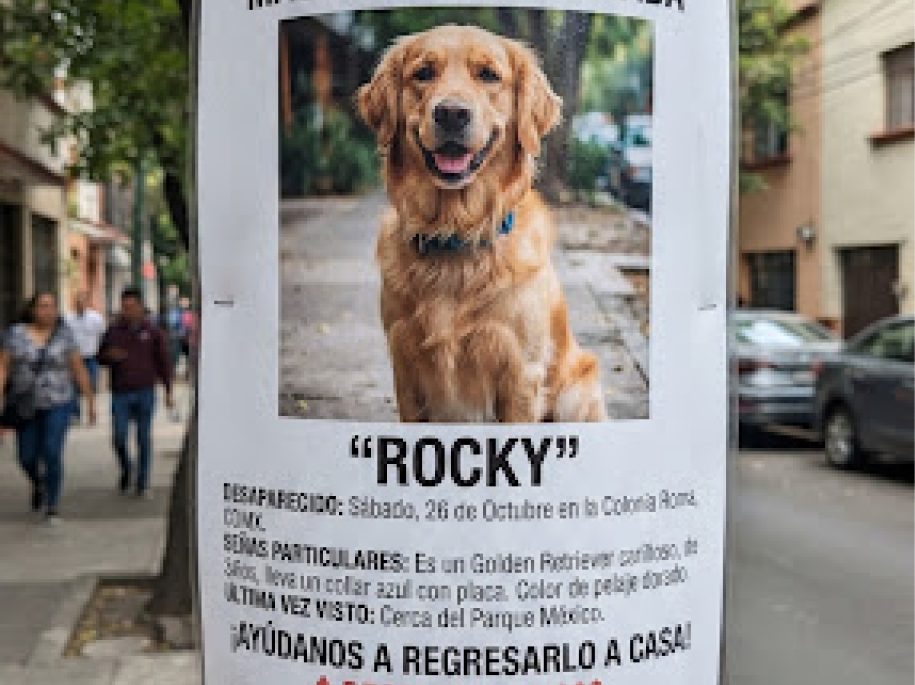 “ROCKY”
DESAPARECIDO: Sábado, 26 de Octubre en la Colonia Roma,
CDMX.
SEÑAS PARTICULARES: Es un Golden Retriever cariñoso, de
años, lleva un collar azul con placa. Color de pelaje dorado.
ÚLTIMA VEZ VISTO: Cerca del Parque México.
¡AYÚDANOS A REGRESARLO A CASA!